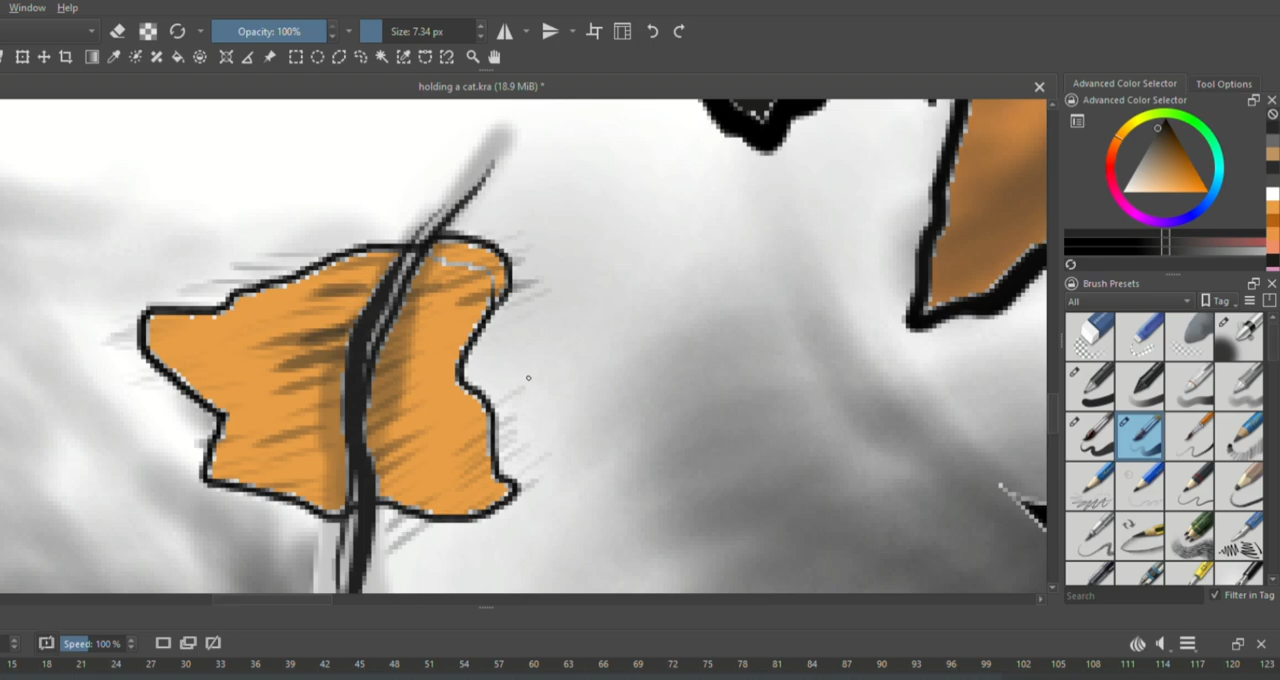 Window Help
Opacity: 100% Size: 7.34 px
holding a cat.kra (18.9 MiB) *
Advanced Color Selector Tool Options
Advanced Color Selector
Brush Presets
All Tag
Search Filter in Tag
Speed: 100 %
15 18 21 24 27 30 33 36 39 42 45 48 51 54 57 60 63 66 69 72 75 78 81 84 87 90 93 96 99 102 105 108 111 114 117 120 123